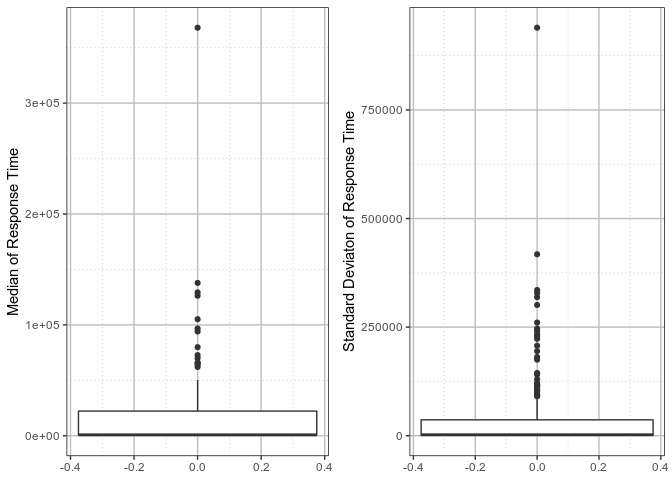 Median of Response Time
3e+05
2e+05
1e+05
0e+00
-0.4 -0.2 0.0 0.2 0.4
Standard Deviaton of Response Time
750000
500000
250000
0
-0.4 -0.2 0.0 0.2 0.4